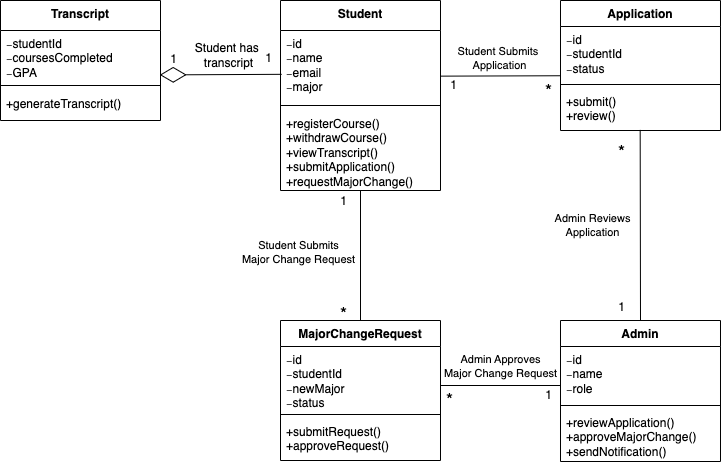 Transcript
−studentId
−coursesCompleted
−GPA
+generateTranscript()
1
Student has
transcript
1
Student
−id
−name
−email
−major
+registerCourse()
+withdrawCourse()
+viewTranscript()
+submitApplication()
+requestMajorChange()
Student Submits
Application
1
*
Application
−id
−studentId
−status
+submit()
+review()
*
Admin Reviews
Application
1
1
Student Submits
Major Change Request
*
MajorChangeRequest
−id
−studentId
−newMajor
−status
+submitRequest()
+approveRequest()
Admin Approves
Major Change Request
*
1
Admin
−id
−name
−role
+reviewApplication()
+approveMajorChange()
+sendNotification()